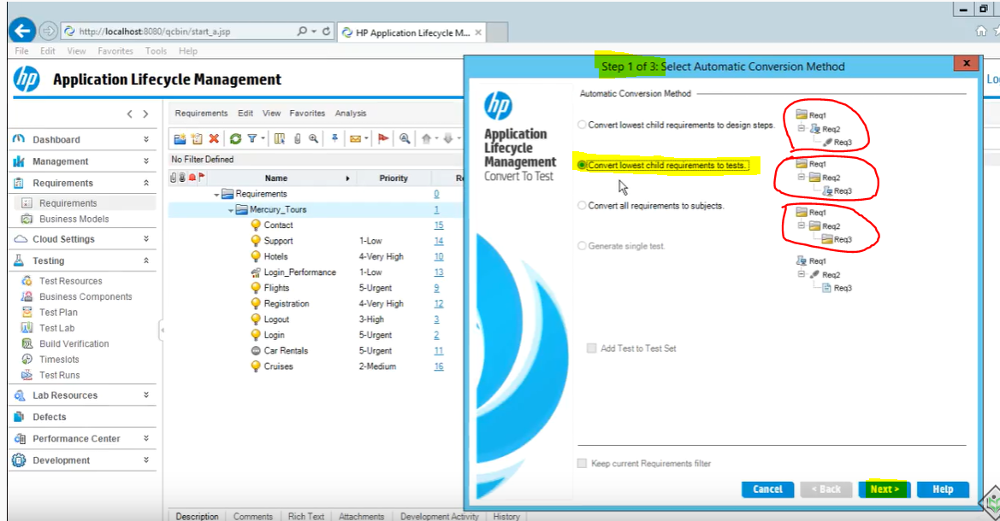 http://localhost:8080/qcbin/start_a.jsp
HP Application Lifecycle M...
File Edit View Favorites Tools Help
hp Application Lifecycle Management
Dashboard
Management
Requirements
Requirements
Business Models
Cloud Settings
Testing
Test Resources
Business Components
Test Plan
Test Lab
Build Verification
Timeslots
Test Runs
Lab Resources
Defects
Performance Center
Development
Requirements Edit View Favorites Analysis
No Filter Defined
Name Priority Re
Requirements 0
Mercury_Tours 1
Contact 15
Support 1-Low 14
Hotels 4-Very High 10
Login_Performance 1-Low 13
Flights 5-Urgent 9
Registration 4-Very High 12
Logout 3-High 3
Login 5-Urgent 2
Car Rentals 5-Urgent 11
Cruises 2-Medium 16
Description Comments Rich Text Attachments Development Activity History
Step 1 of 3: Select Automatic Conversion Method
x
hp
Application
Lifecycle
Management
Convert To Test
Automatic Conversion Method
Convert lowest child requirements to design steps.
Req1
Req2
Req3
Convert lowest child requirements to tests.
Req1
Req2
Req3
Convert all requirements to subjects.
Req1
Req2
Req3
Generate single test.
Req1
Req2
Req3
Add Test to Test Set
Keep current Requirements filter
Cancel < Back Next > Help
Lo